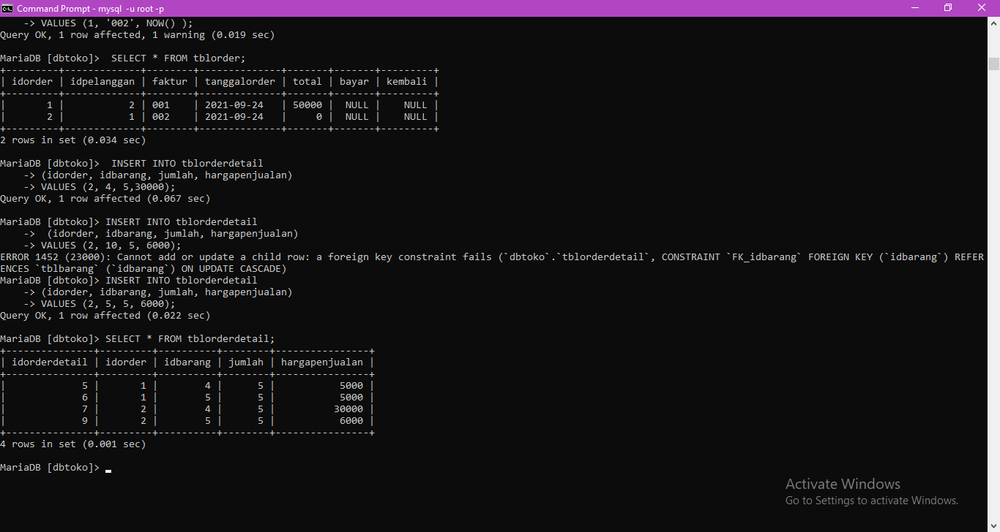 Command Prompt - mysql  -u root -p
    -> VALUES (1, '002', NOW() );
Query OK, 1 row affected, 1 warning (0.019 sec)
MariaDB [dbtoko]>  SELECT * FROM tblorder;
+---------+-------------+--------+--------------+-------+-------+---------+
| idorder | idpelanggan | faktur | tanggalorder | total | bayar | kembali |
+---------+-------------+--------+--------------+-------+-------+---------+
|       1 |           2 | 001    | 2021-09-24   | 50000 |  NULL |    NULL |
|       2 |           1 | 002    | 2021-09-24   |     0 |  NULL |    NULL |
+---------+-------------+--------+--------------+-------+-------+---------+
2 rows in set (0.034 sec)
MariaDB [dbtoko]>  INSERT INTO tblorderdetail
    -> (idorder, idbarang, jumlah, hargapenjualan)
    -> VALUES (2, 4, 5,30000);
Query OK, 1 row affected (0.067 sec)
MariaDB [dbtoko]> INSERT INTO tblorderdetail
    ->  (idorder, idbarang, jumlah, hargapenjualan)
    -> VALUES (2, 10, 5, 6000);
ERROR 1452 (23000): Cannot add or update a child row: a foreign key constraint fails (`dbtoko`.`tblorderdetail`, CONSTRAINT `FK_idbarang` FOREIGN KEY (`idbarang`) REFER
ENCES `tblbarang` (`idbarang`) ON UPDATE CASCADE)
MariaDB [dbtoko]> INSERT INTO tblorderdetail
    -> (idorder, idbarang, jumlah, hargapenjualan)
    -> VALUES (2, 5, 5, 6000);
Query OK, 1 row affected (0.022 sec)
MariaDB [dbtoko]> SELECT * FROM tblorderdetail;
+---------------+---------+----------+--------+----------------+
| idorderdetail | idorder | idbarang | jumlah | hargapenjualan |
+---------------+---------+----------+--------+----------------+
|             5 |       1 |        4 |      5 |           5000 |
|             6 |       1 |        5 |      5 |           5000 |
|             7 |       2 |        4 |      5 |          30000 |
|             9 |       2 |        5 |      5 |           6000 |
+---------------+---------+----------+--------+----------------+
4 rows in set (0.001 sec)
MariaDB [dbtoko]> _
Activate Windows
Go to Settings to activate Windows.